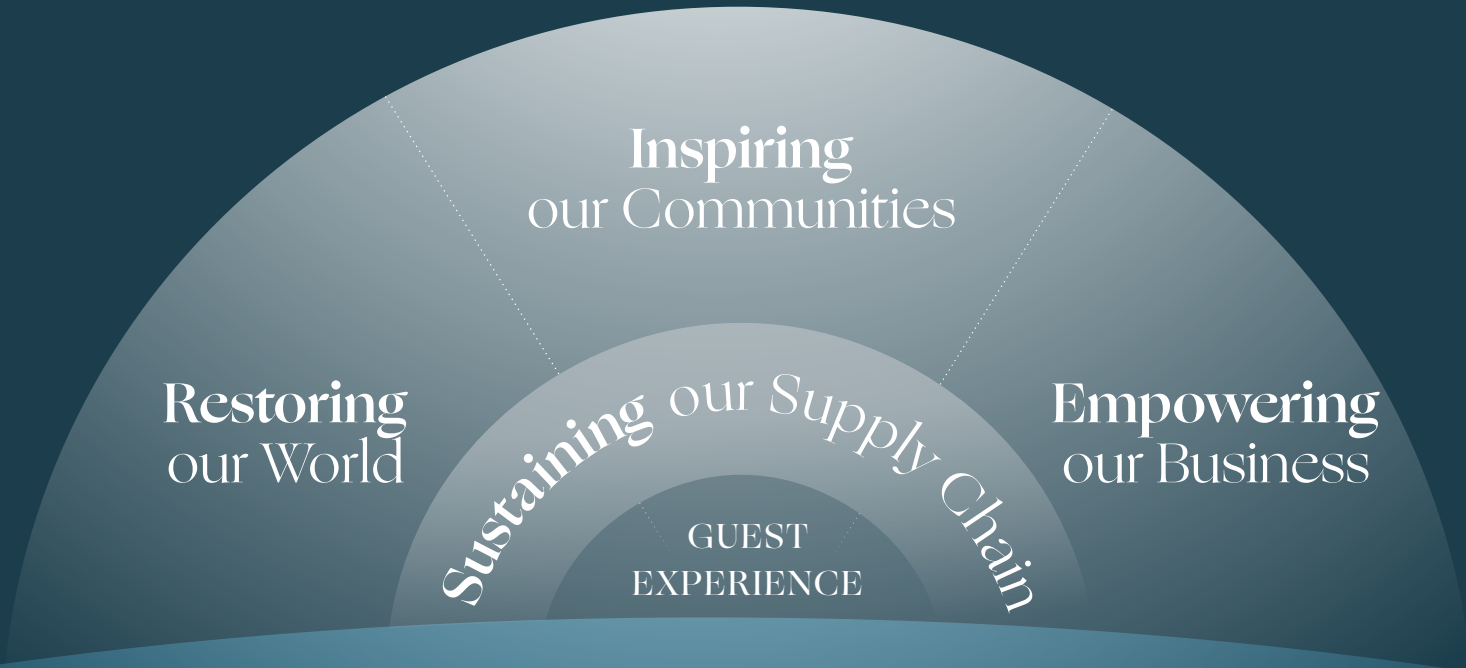 Inspiring
our Communities
Restoring
our World
Empowering
our Business
Sustaining our Supply Chain
GUEST
EXPERIENCE